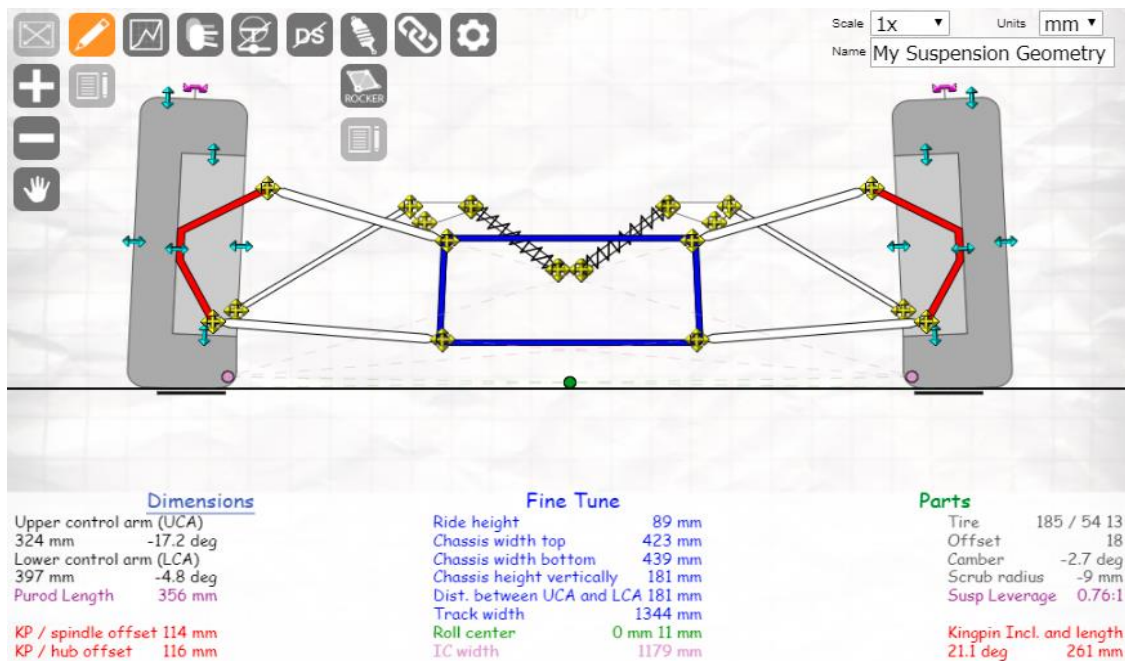 Scale 1x Units mm
Name My Suspension Geometry
DS
ROCKER
Dimensions
Upper control arm (UCA)
324 mm -17.2 deg
Lower control arm (LCA)
397 mm -4.8 deg
Purod Length 356 mm
KP / spindle offset 114 mm
KP / hub offset 116 mm
Fine Tune
Ride height 89 mm
Chassis width top 423 mm
Chassis width bottom 439 mm
Chassis height vertically 181 mm
Dist. between UCA and LCA 181 mm
Track width 1344 mm
Roll center 0 mm 11 mm
IC width 1179 mm
Parts
Tire 185 / 54 13
Offset 18
Camber -2.7 deg
Scrub radius -9 mm
Susp Leverage 0.76:1
Kingpin Incl. and length
21.1 deg 261 mm